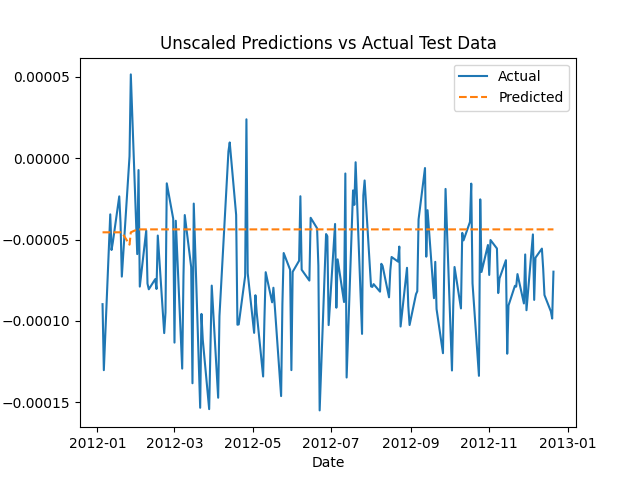 Unscaled Predictions vs Actual Test Data
Actual
Predicted
0.00005
0.00000
−0.00005
−0.00010
−0.00015
2012-01 2012-03 2012-05 2012-07 2012-09 2012-11 2013-01
Date